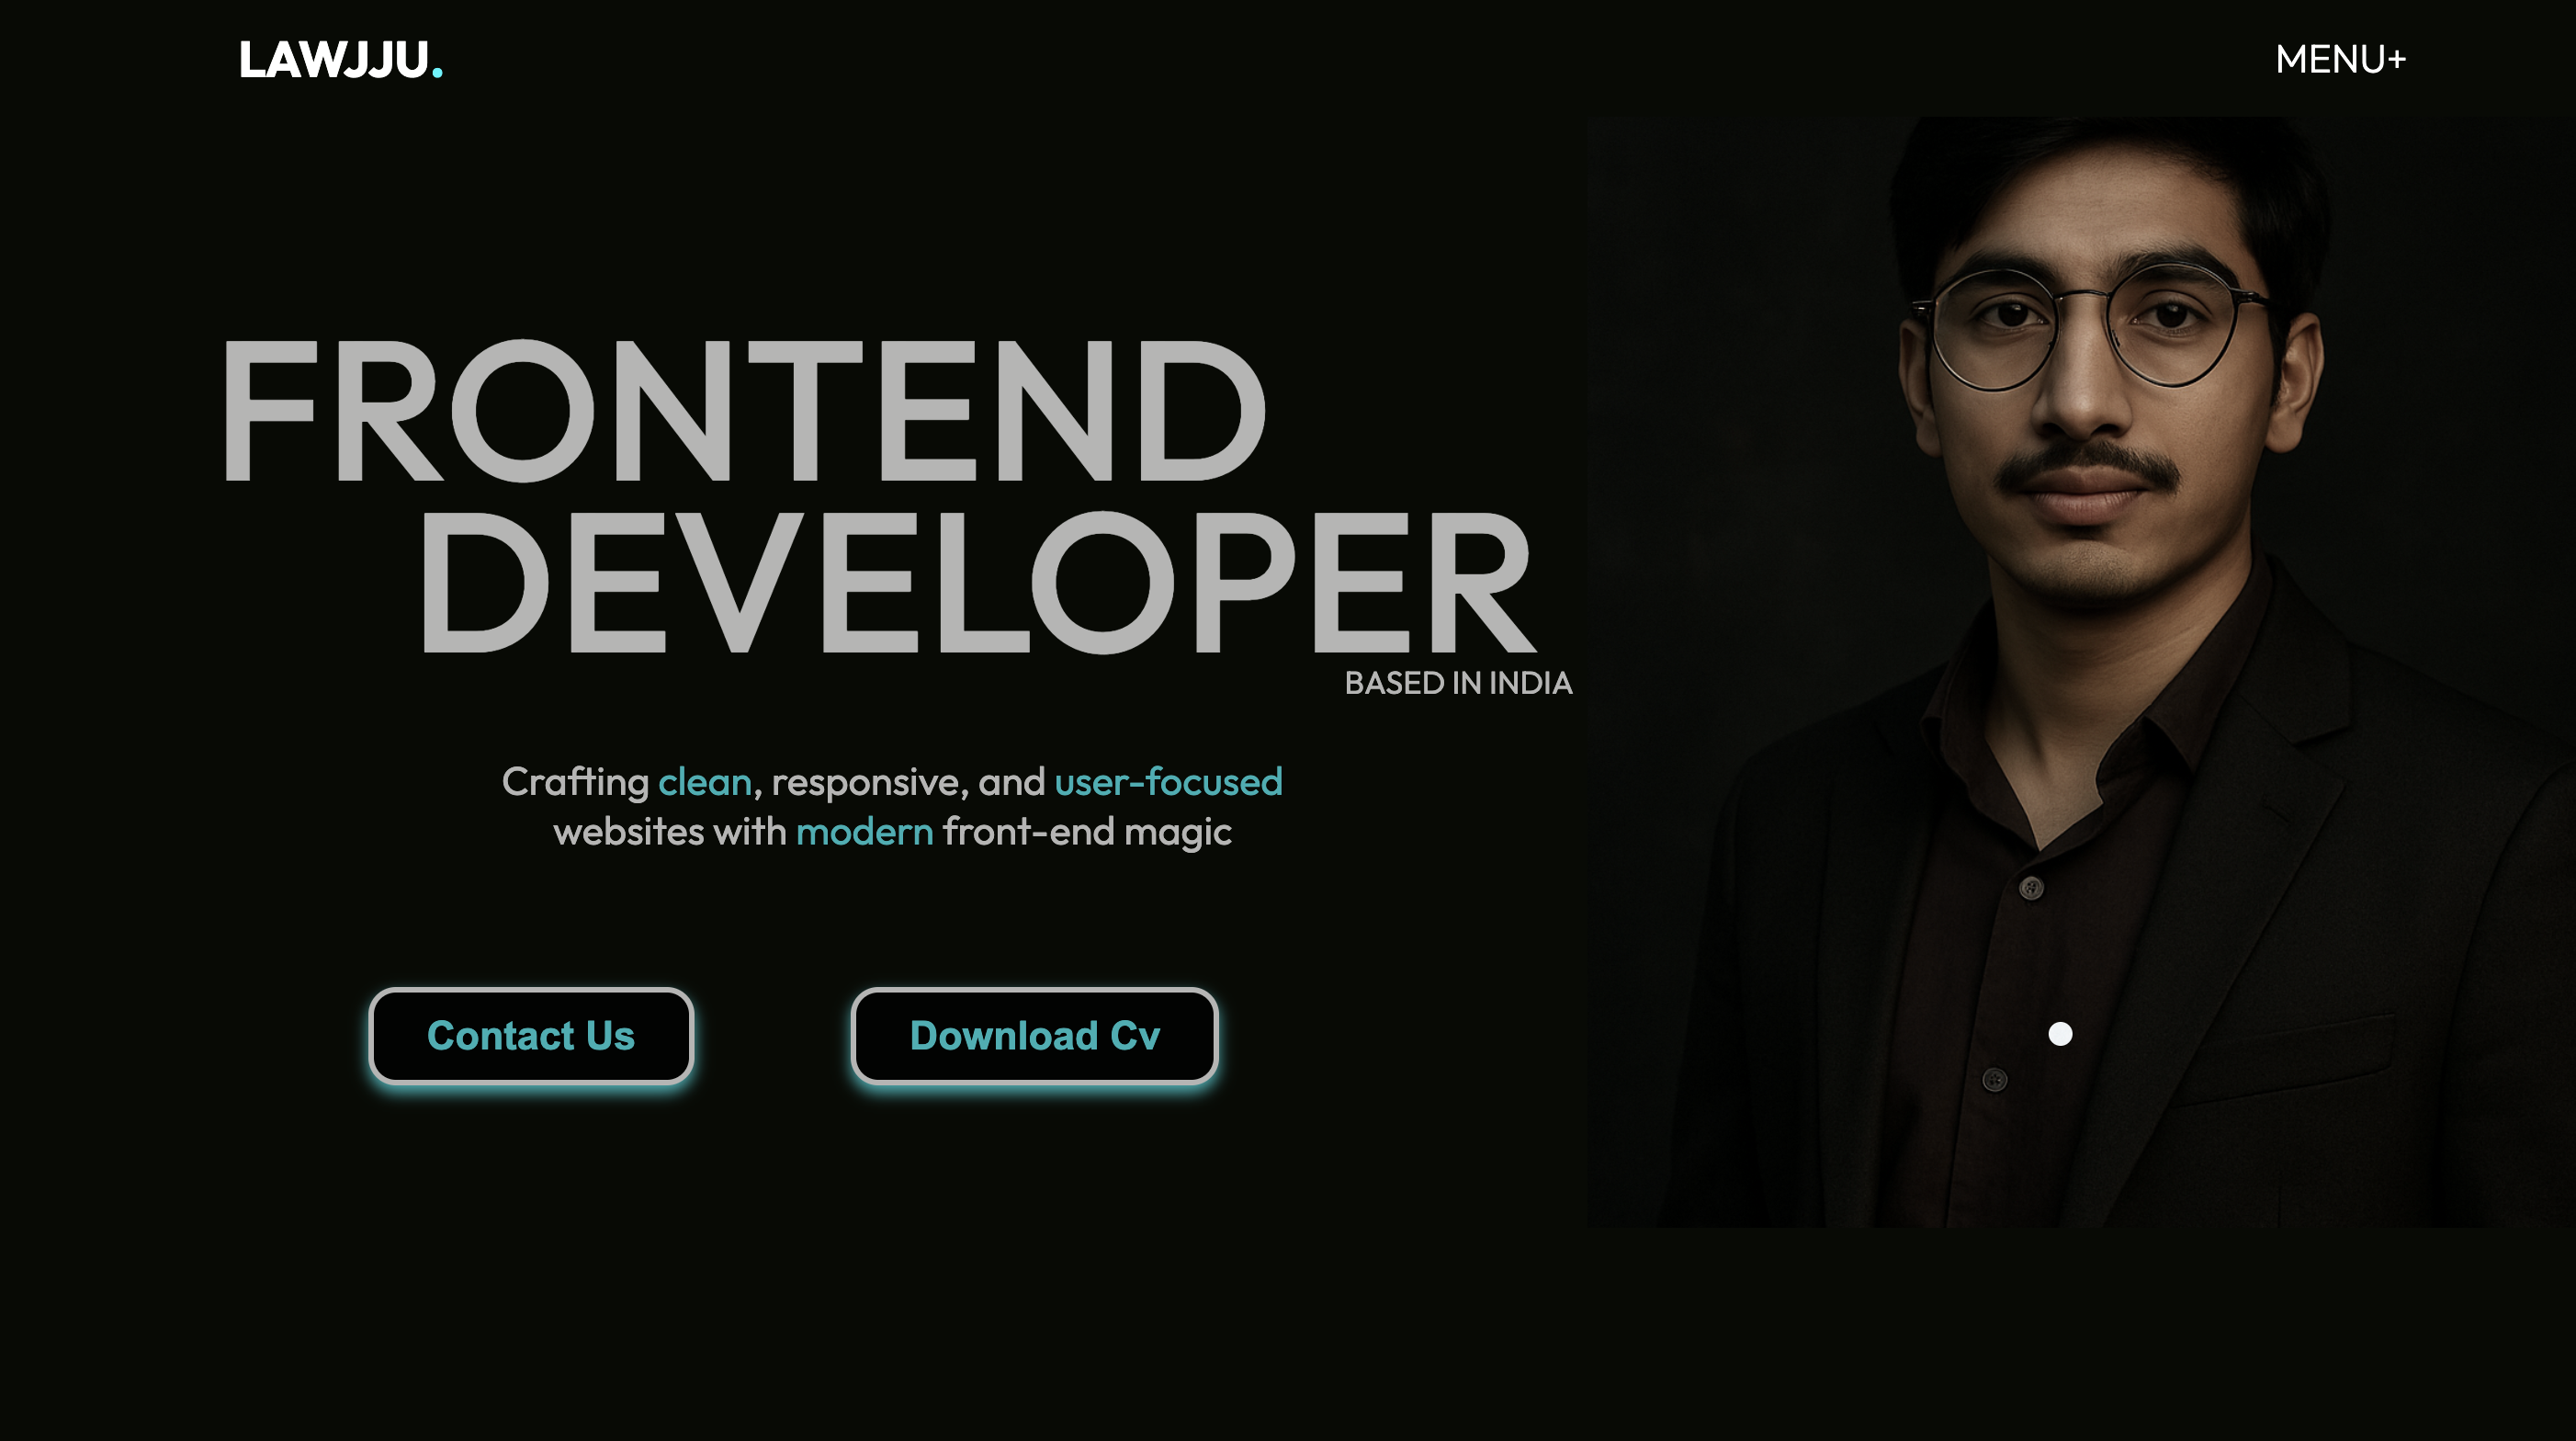 LAWJJU.
MENU+
FRONTEND
DEVELOPER
BASED IN INDIA
Crafting clean, responsive, and user-focused
websites with modern front-end magic
Contact Us
Download Cv